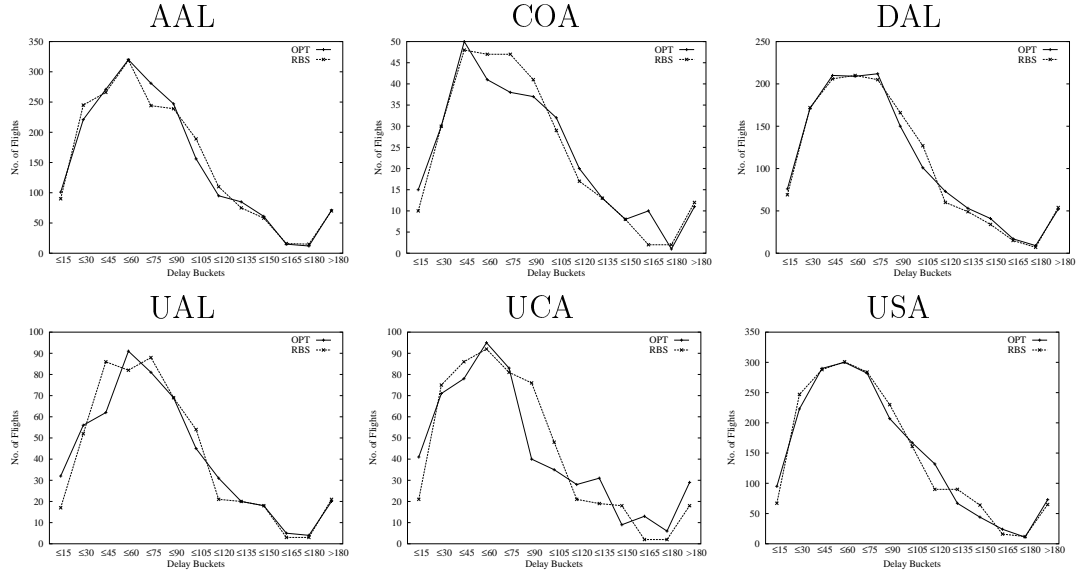 AAL
350
300
250
200
150
100
50
0
No. of Flights
OPT
RBS
≤15 ≤30 ≤45 ≤60 ≤75 ≤90 ≤105 ≤120 ≤135 ≤150 ≤165 ≤180 >180
Delay Buckets
COA
50
45
40
35
30
25
20
15
10
5
0
No. of Flights
OPT
RBS
≤15 ≤30 ≤45 ≤60 ≤75 ≤90 ≤105 ≤120 ≤135 ≤150 ≤165 ≤180 >180
Delay Buckets
DAL
250
200
150
100
50
0
No. of Flights
OPT
RBS
≤15 ≤30 ≤45 ≤60 ≤75 ≤90 ≤105 ≤120 ≤135 ≤150 ≤165 ≤180 >180
Delay Buckets
UAL
100
90
80
70
60
50
40
30
20
10
0
No. of Flights
OPT
RBS
≤15 ≤30 ≤45 ≤60 ≤75 ≤90 ≤105 ≤120 ≤135 ≤150 ≤165 ≤180 >180
Delay Buckets
UCA
100
90
80
70
60
50
40
30
20
10
0
No. of Flights
OPT
RBS
≤15 ≤30 ≤45 ≤60 ≤75 ≤90 ≤105 ≤120 ≤135 ≤150 ≤165 ≤180 >180
Delay Buckets
USA
350
300
250
200
150
100
50
0
No. of Flights
OPT
RBS
≤15 ≤30 ≤45 ≤60 ≤75 ≤90 ≤105 ≤120 ≤135 ≤150 ≤165 ≤180 >180
Delay Buckets